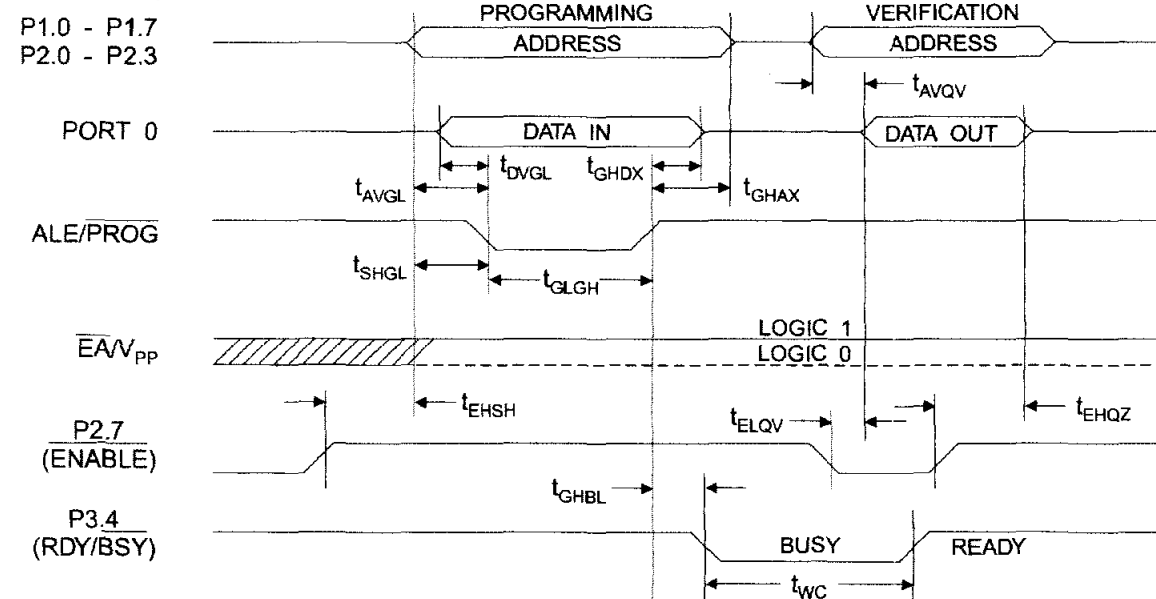 PROGRAMMING VERIFICATION
P1.0 - P1.7
P2.0 - P2.3
ADDRESS ADDRESS
tAVQV
PORT 0 DATA IN DATA OUT
tDVGL tGHDX
tAVGL tGHAX
ALE/PROG
tSHGL
tGLGH
LOGIC 1
EA/VPP
LOGIC 0
tEHSH
tELQV tEHQZ
P2.7
(ENABLE)
tGHBL
P3.4
(RDY/BSY)
BUSY READY
tWC